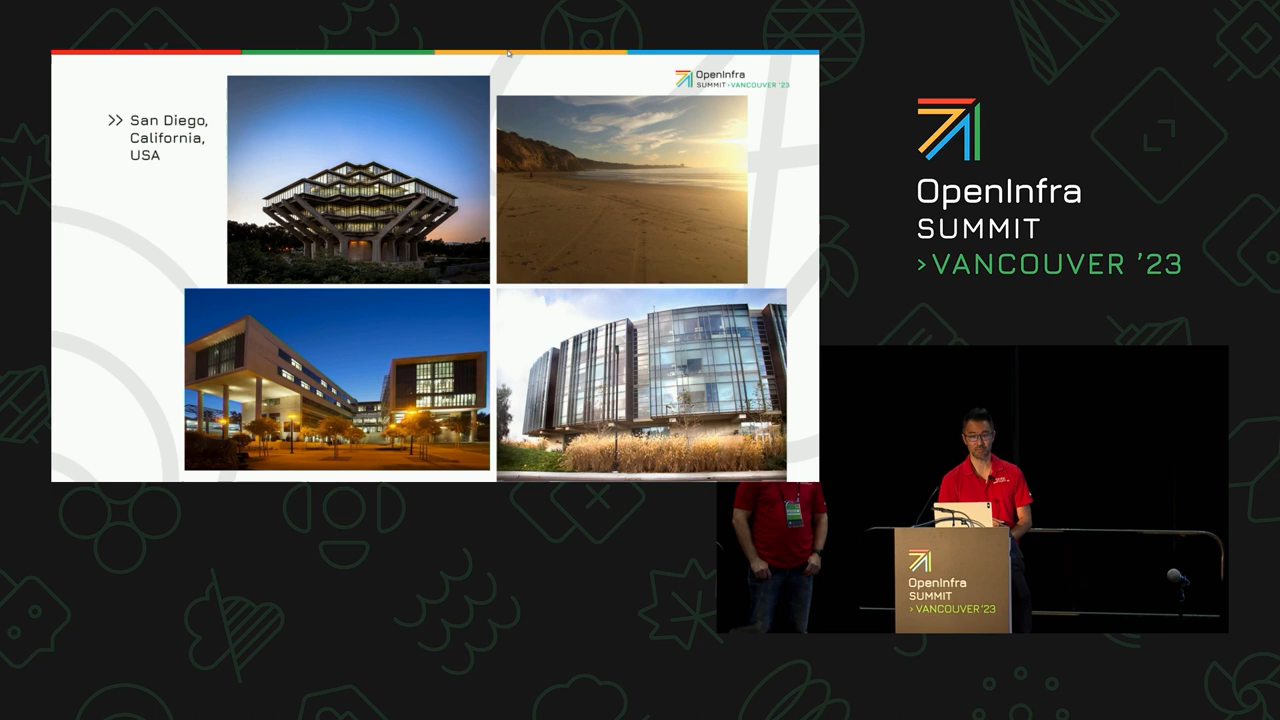 >> San Diego,
California,
USA
OpenInfra
SUMMIT >VANCOUVER '23
OpenInfra
SUMMIT
>VANCOUVER '23
OpenInfra
SUMMIT
>VANCOUVER '23